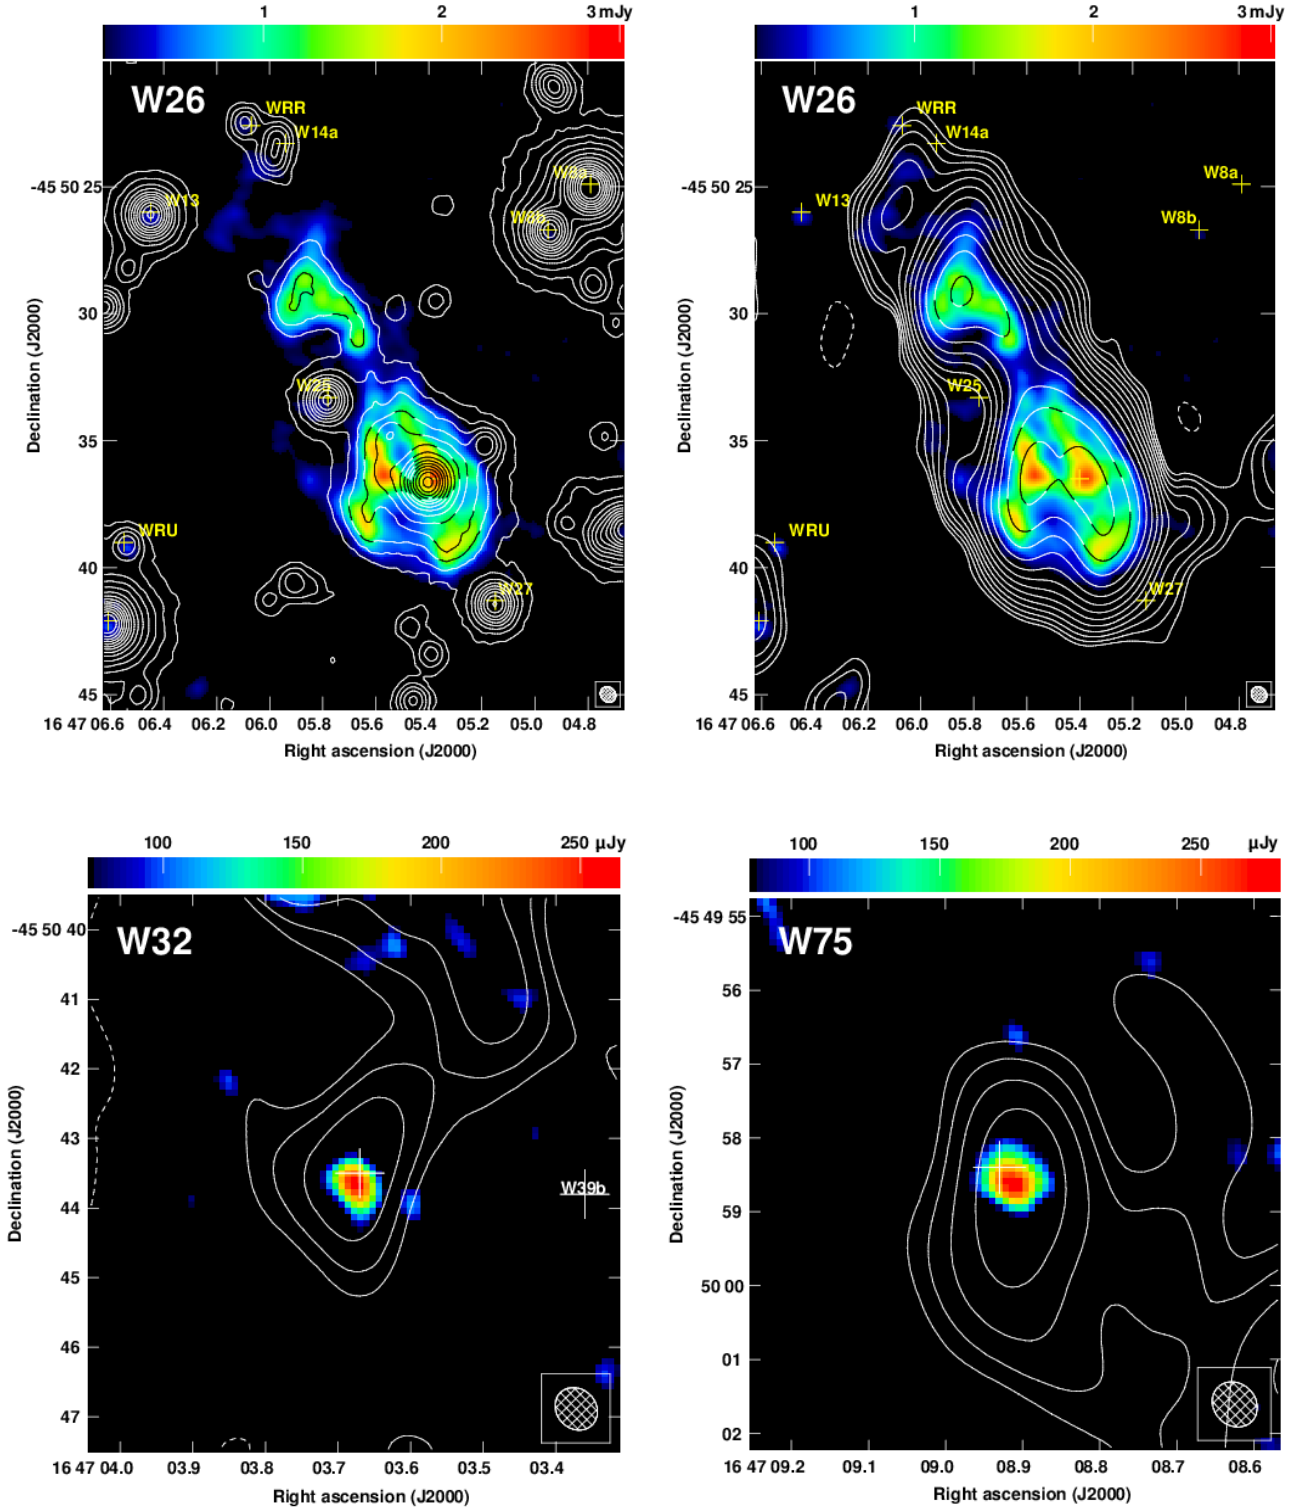 1 2 3 mJy
W26
WRR
W14a
W8a
W13
W8b
W25
WRU
W27
-45 50 25
30
35
40
45
Declination (J2000)
16 47 06.6 06.4 06.2 06.0 05.8 05.6 05.4 05.2 05.0 04.8
Right ascension (J2000)
1 2 3 mJy
W26
WRR
W14a
W8a
W13
W8b
W25
WRU
W27
-45 50 25
30
35
40
45
Declination (J2000)
16 47 06.6 06.4 06.2 06.0 05.8 05.6 05.4 05.2 05.0 04.8
Right ascension (J2000)
100 150 200 250 μJy
W32
W39b
-45 50 40
41
42
43
44
45
46
47
Declination (J2000)
16 47 04.0 03.9 03.8 03.7 03.6 03.5 03.4
Right ascension (J2000)
100 150 200 250 μJy
W75
-45 49 55
56
57
58
59
50 00
01
02
Declination (J2000)
16 47 09.2 09.1 09.0 08.9 08.8 08.7 08.6
Right ascension (J2000)